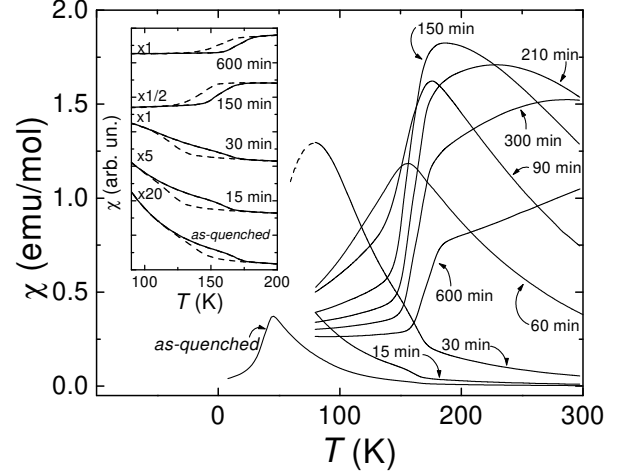 χ (emu/mol)
2.0
1.5
1.0
0.5
0.0
0
100
200
300
T (K)
150 min
210 min
300 min
90 min
600 min
60 min
30 min
15 min
as-quenched
χ (arb. un.)
x1
600 min
x1/2
150 min
x1
30 min
x5
15 min
x20
as-quenched
100
150
200
T (K)